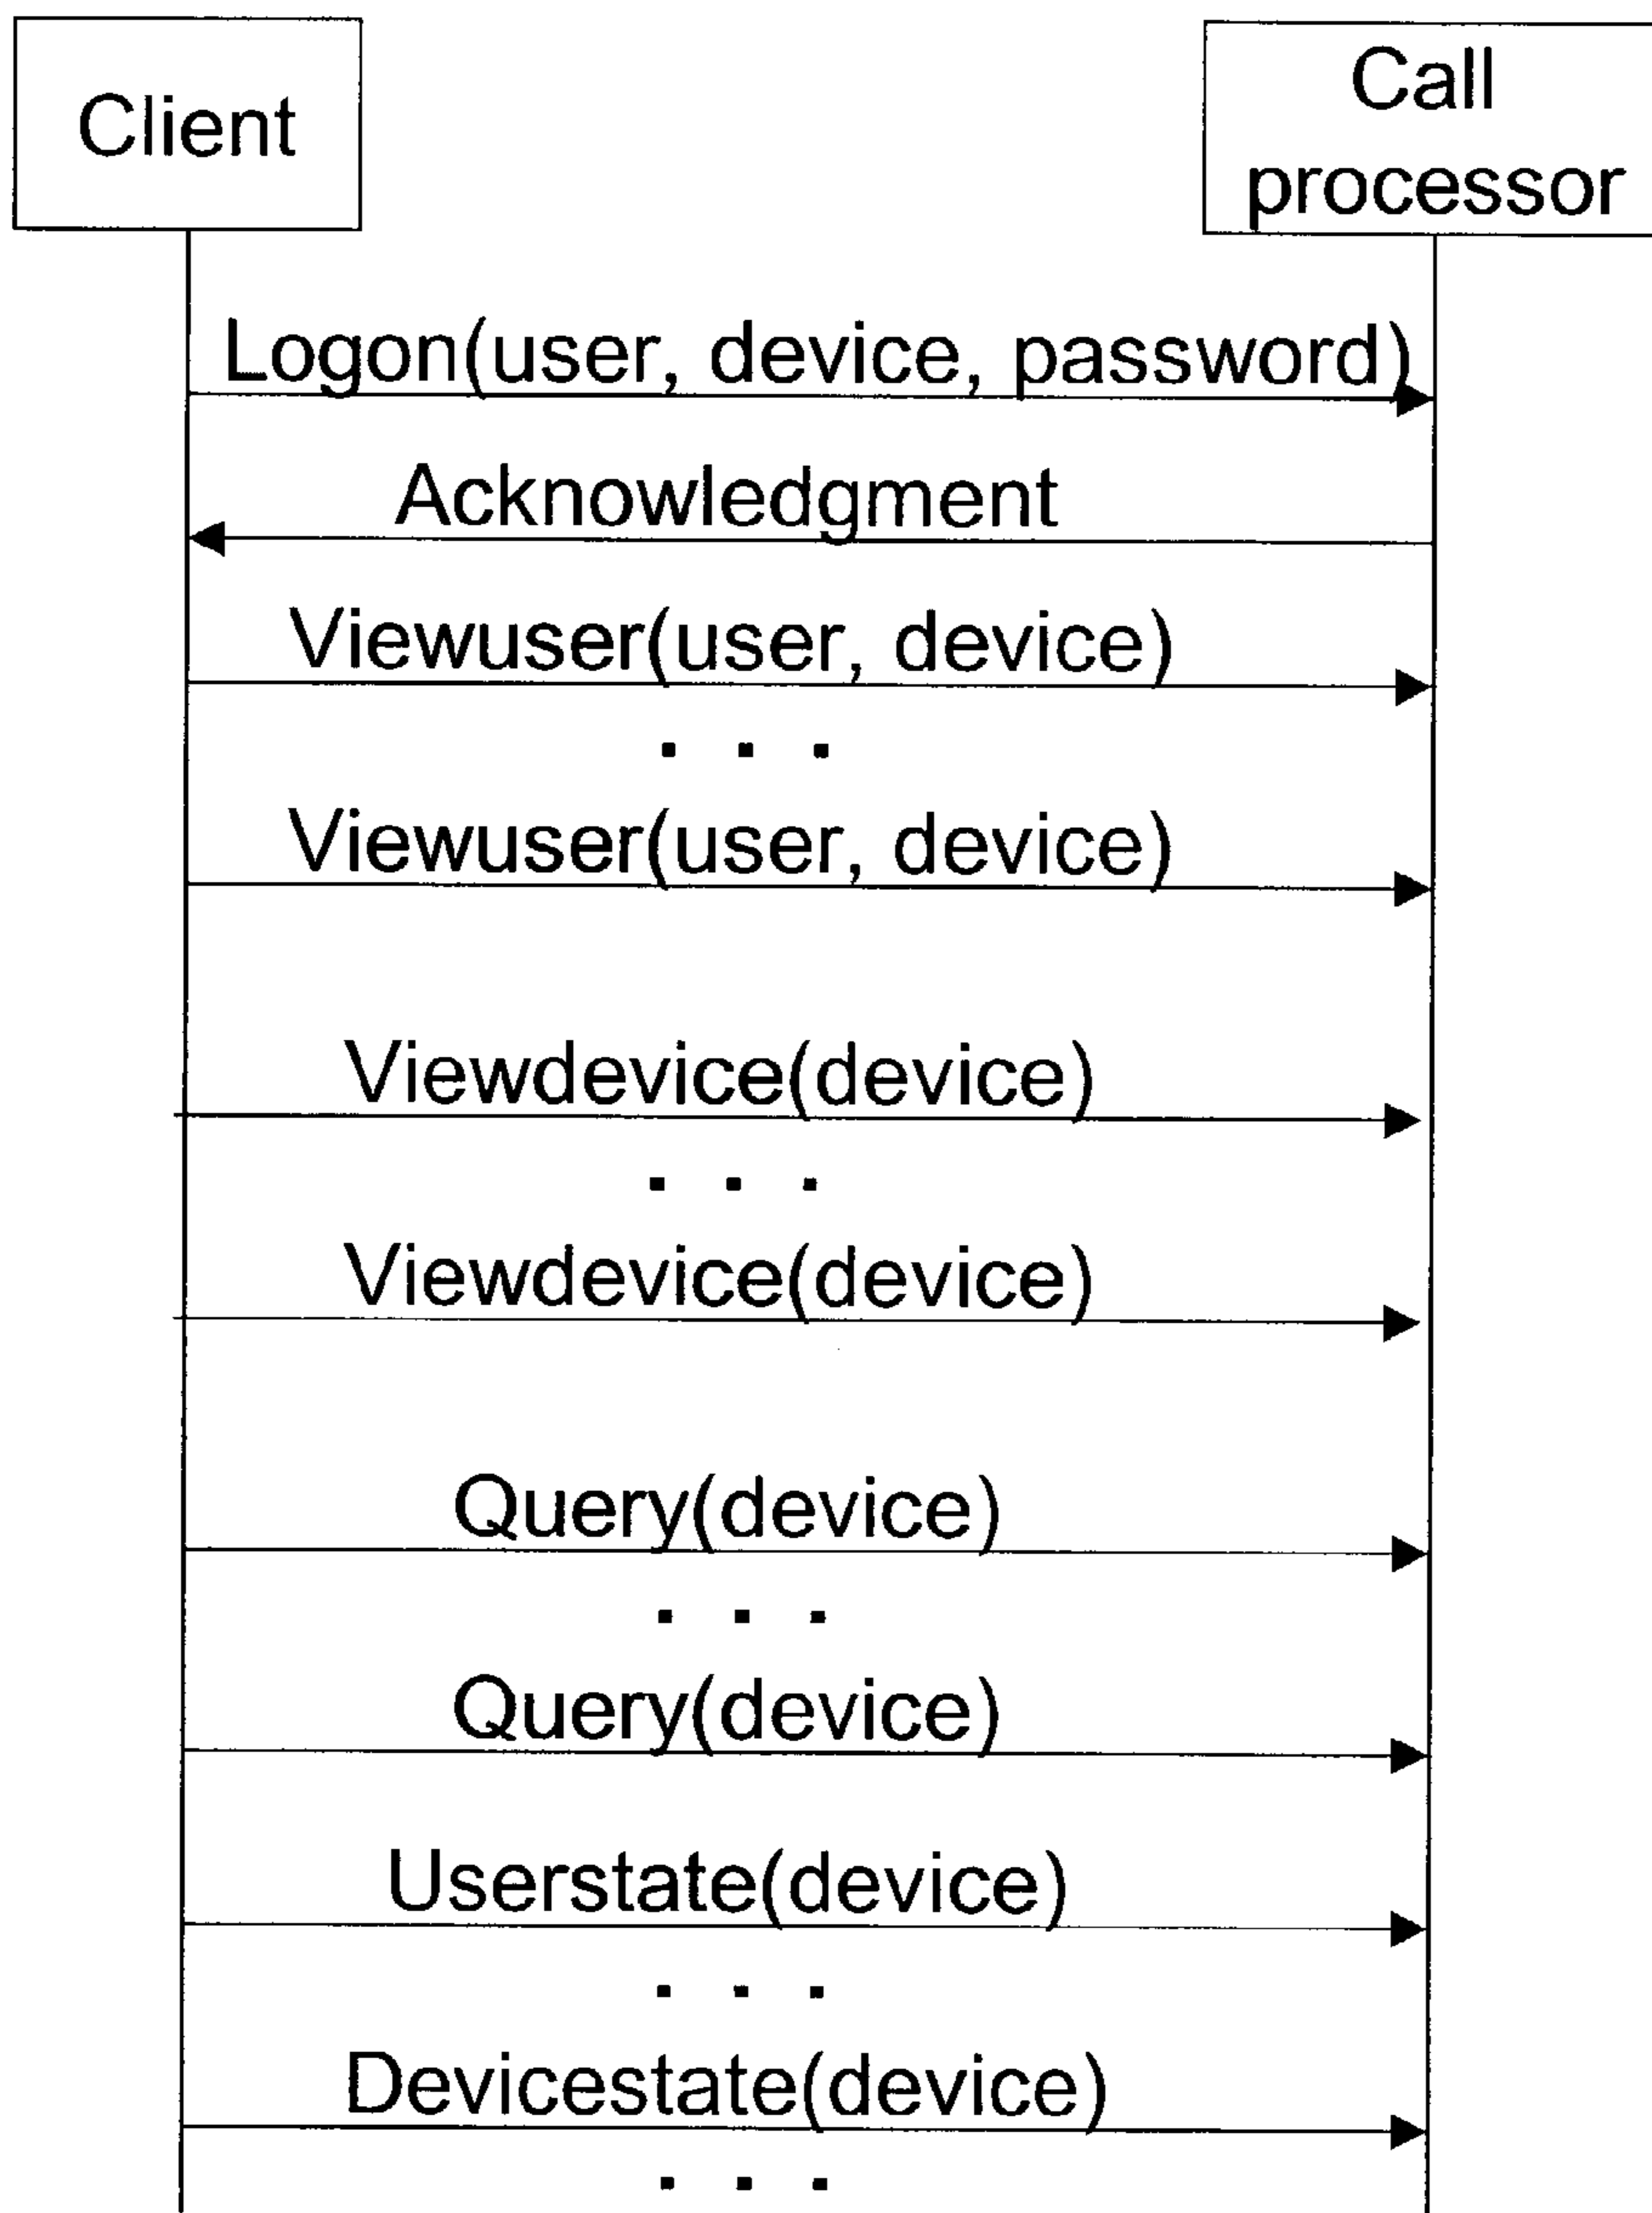 Client
Call
processor
Logon(user, device, password)
Acknowledgment
Viewuser(user, device)
. . .
Viewuser(user, device)
Viewdevice(device)
. . .
Viewdevice(device)
Query(device)
. . .
Query(device)
Userstate(device)
. . .
Devicestate(device)
. . .